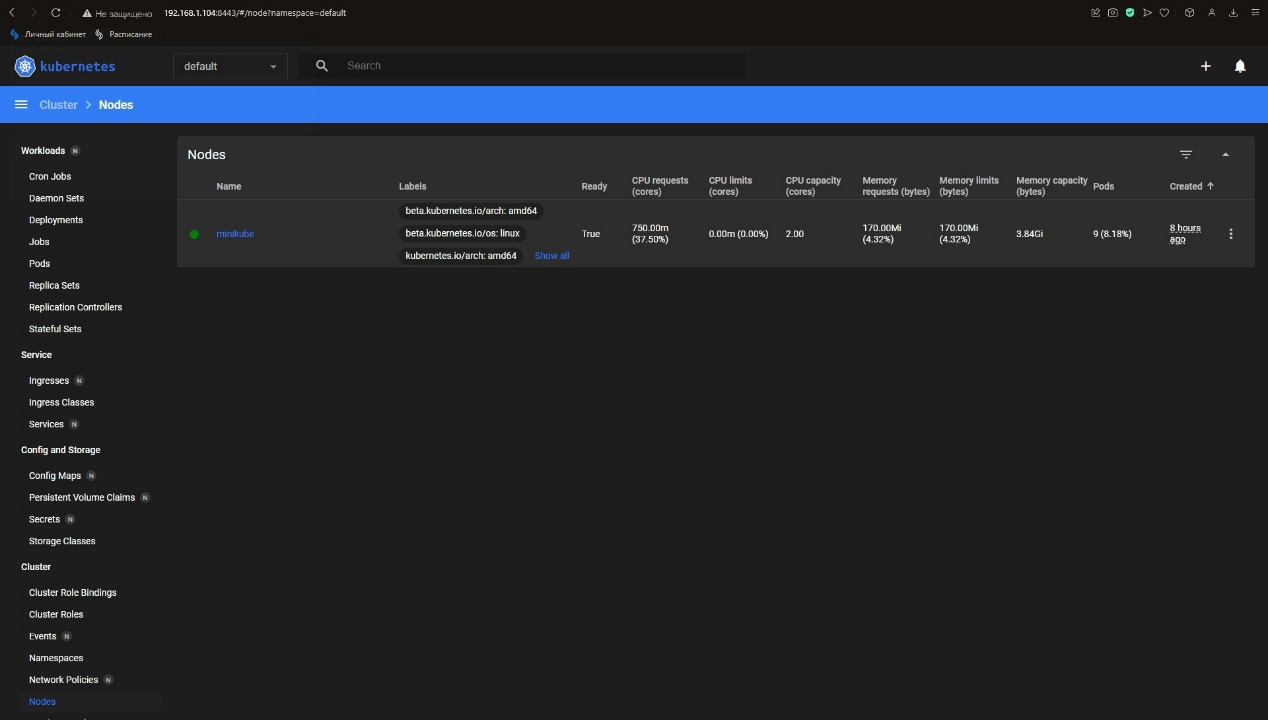 Не защищено
192.168.1.104:8443/#/node?namespace=default
Личный кабинет
Расписание
kubernetes
default
Search
Cluster > Nodes
Workloads N
Cron Jobs
Daemon Sets
Deployments
Jobs
Pods
Replica Sets
Replication Controllers
Stateful Sets
Service
Ingresses N
Ingress Classes
Services N
Config and Storage
Config Maps N
Persistent Volume Claims N
Secrets N
Storage Classes
Cluster
Cluster Role Bindings
Cluster Roles
Events N
Namespaces
Network Policies N
Nodes
Nodes
Name
Labels
Ready
CPU requests
(cores)
CPU limits
(cores)
CPU capacity
(cores)
Memory
requests (bytes)
Memory limits
(bytes)
Memory capacity
(bytes)
Pods
Created
minikube
beta.kubernetes.io/arch: amd64
beta.kubernetes.io/os: linux
kubernetes.io/arch: amd64
Show all
True
750.00m
(37.50%)
0.00m (0.00%)
2.00
170.00Mi
(4.32%)
170.00Mi
(4.32%)
3.84Gi
9 (8.18%)
8 hours
ago